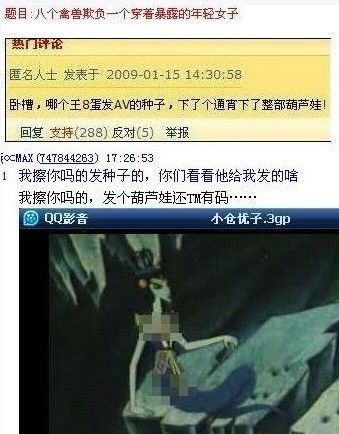 题目:八个禽兽欺负一个穿着暴露的年轻女子
热门评论
匿名人士 发表于 2009-01-15 14:30:58
卧槽，哪个王8蛋发AV的种子，下了个通宵下了整部葫芦娃!
回复 支持(288) 反对(5) 举报
i<<MAX(747844263) 17:26:53
1 我擦你吗的发种子的，你们看看他给我发的啥
我擦你吗的，发个葫芦娃还TM有码……
QQ影音 小仓优子.3gp